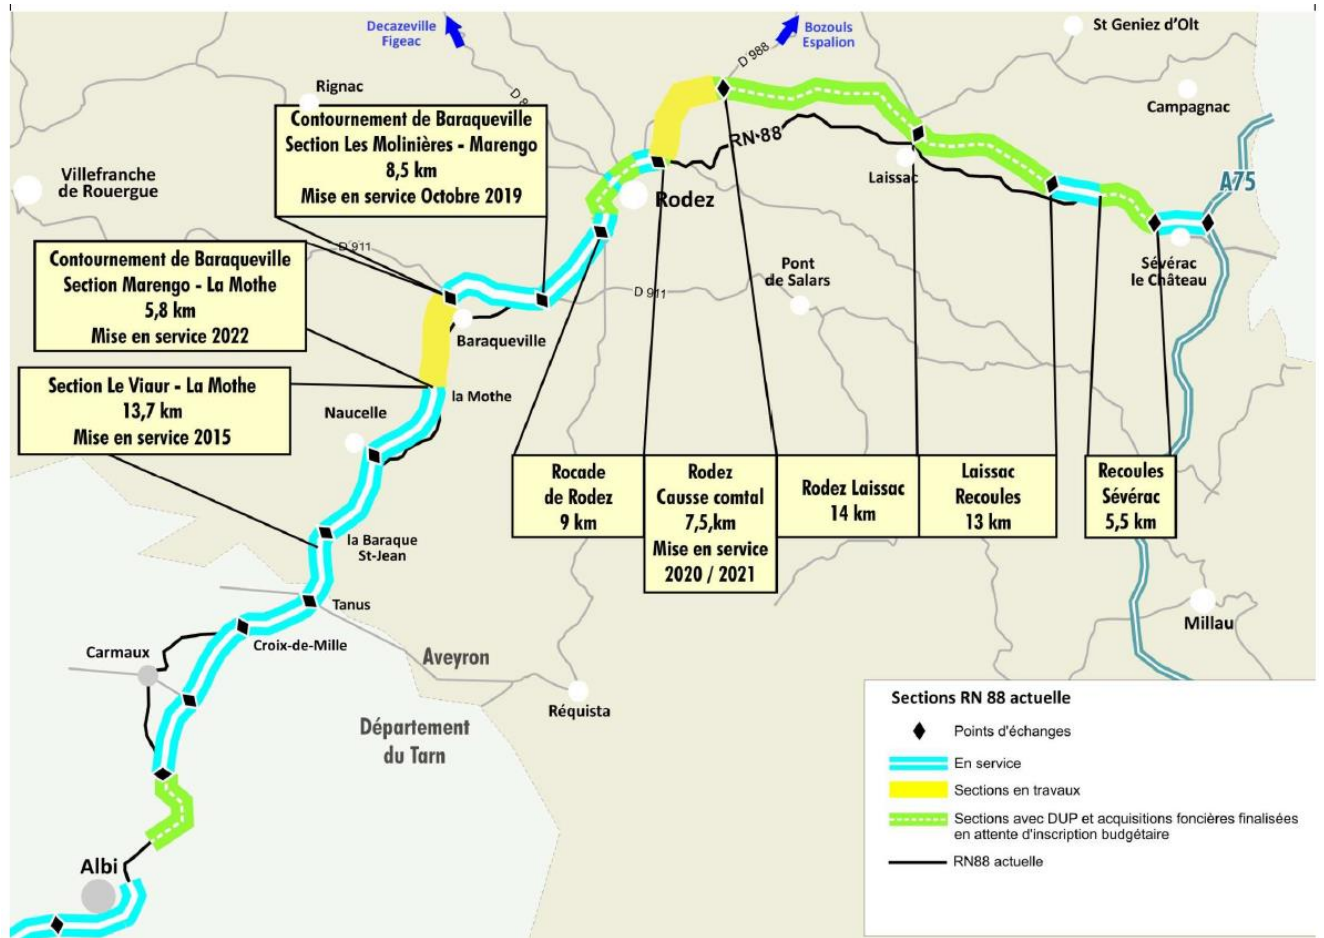 Decazeville
Figeac
Bozouls
Espalion
St Geniez d'Olt
D 988
Rignac
Campagnac
Contournement de Baraqueville
Section Les Molinières - Marengo
8,5 km
Mise en service Octobre 2019
RN 88
Laissac
A75
Villefranche
de Rouergue
Rodez
D 911
Contournement de Baraqueville
Section Marengo - La Mothe
5,8 km
Mise en service 2022
Pont
de Salars
D 911
Sévérac
le Château
Baraqueville
Section Le Viaur - La Mothe
13,7 km
Mise en service 2015
la Mothe
Naucelle
Rocade
de Rodez
9 km
Rodez
Causse comtal
7,5,km
Mise en service
2020 / 2021
Rodez Laissac
14 km
Laissac
Recoules
13 km
Recoules
Sévérac
5,5 km
la Baraque
St-Jean
Tanus
Croix-de-Mille
Carmaux
Aveyron
Millau
Réquista
Département
du Tarn
Albi
Sections RN 88 actuelle
Points d'échanges
En service
Sections en travaux
Sections avec DUP et acquisitions foncières finalisées
en attente d'inscription budgétaire
RN88 actuelle